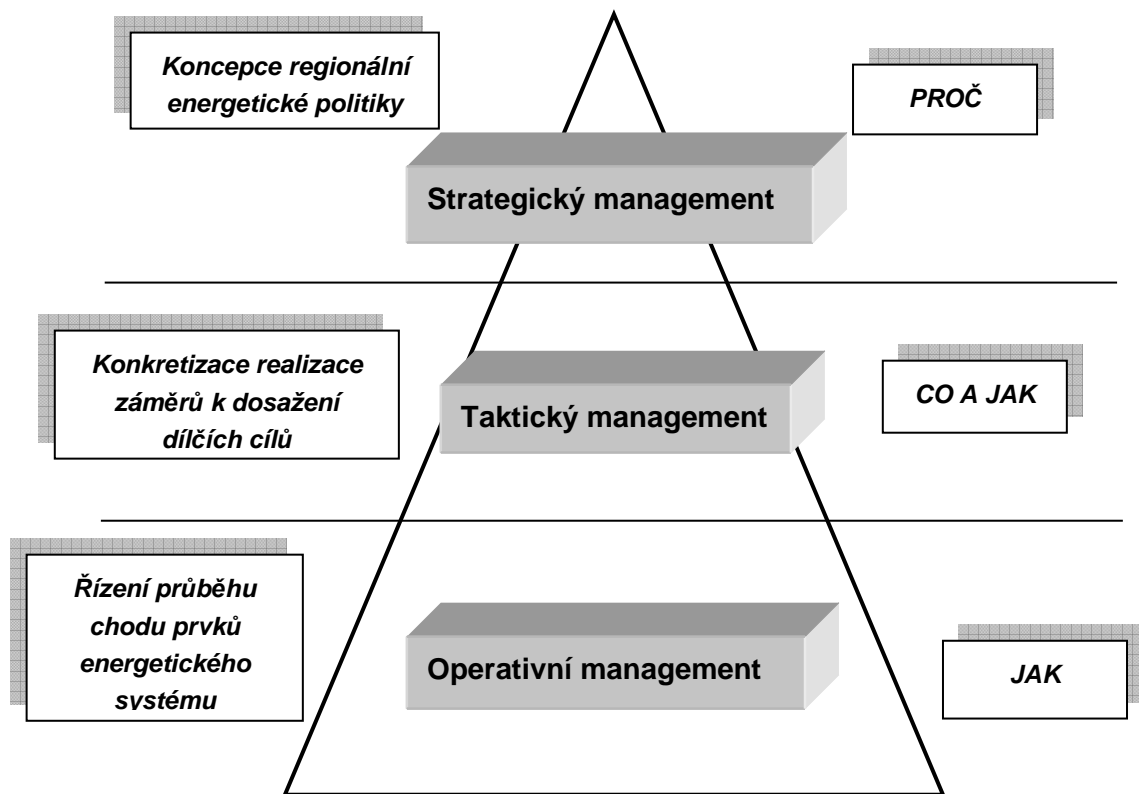 Koncepce regionální
energetické politiky
PROČ
Strategický management
Konkretizace realizace
záměrů k dosažení
dílčích cílů
Taktický management
CO A JAK
Řízení průběhu
chodu prvků
energetického
systému
Operativní management
JAK